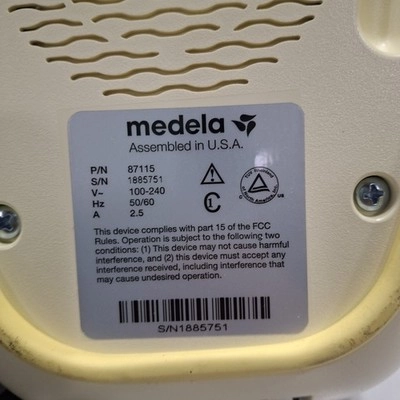 medela
Assembled in U.S.A.
P/N 87115
S/N 1885751
V~ 100-240
Hz 50/60
A 2.5
This device complies with part 15 of the FCC
Rules. Operation is subject to the following two
conditions: (1) This device may not cause harmful
interference, and (2) this device must accept any
interference received, including interference that
may cause undesired operation.
S/N1885751